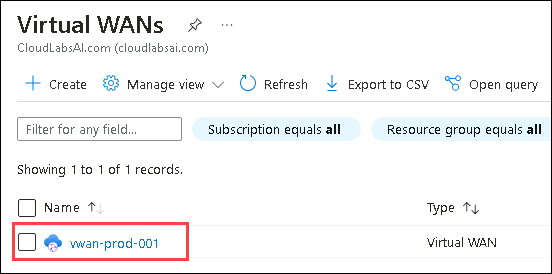 Virtual WANs
CloudLabsAI.com (cloudlabsai.com)
Create Manage view Refresh Export to CSV Open query
Filter for any field... Subscription equals all Resource group equals all
Showing 1 to 1 of 1 records.
Name Type
vwan-prod-001 Virtual WAN